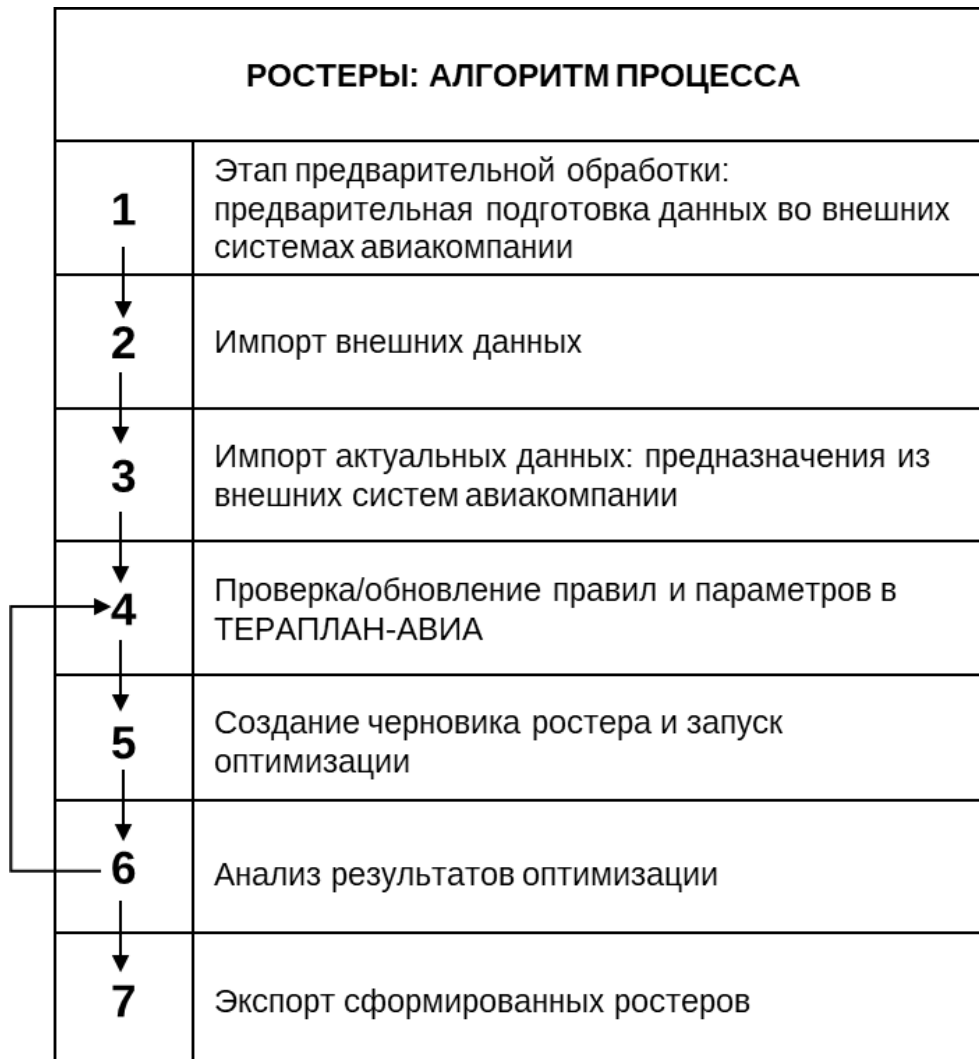 РОСТЕРЫ: АЛГОРИТМ ПРОЦЕССА
1
Этап предварительной обработки:
предварительная подготовка данных во внешних
системах авиакомпании
2
Импорт внешних данных
3
Импорт актуальных данных: предназначения из
внешних систем авиакомпании
4
Проверка/обновление правил и параметров в
ТЕРАПЛАН-АВИА
5
Создание черновика ростера и запуск
оптимизации
6
Анализ результатов оптимизации
7
Экспорт сформированных ростеров